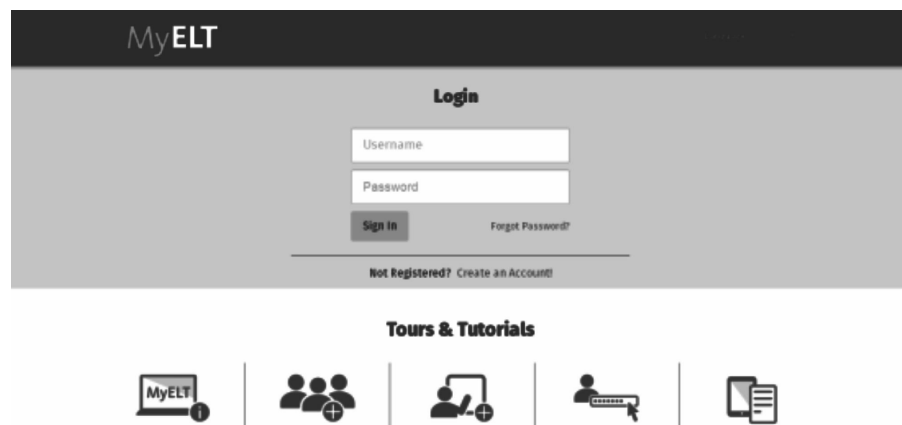 MyELT
Login
Username
Password
Sign In
Forgot Password?
Not Registered? Create an Account!
Tours & Tutorials
MyELT